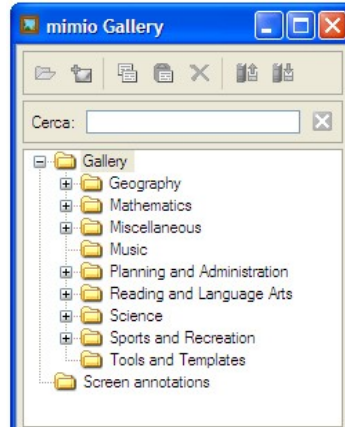 mimio Gallery
Cerca:
Gallery
Geography
Mathematics
Miscellaneous
Music
Planning and Administration
Reading and Language Arts
Science
Sports and Recreation
Tools and Templates
Screen annotations